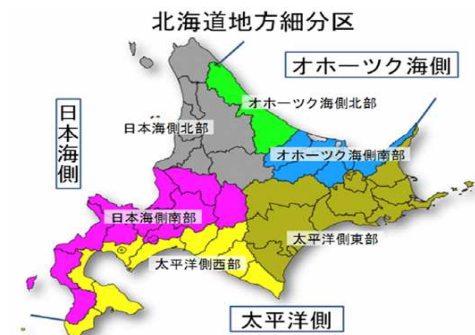 北海道地方細分区
オホーツク海側
オホーツク海側北部
日本海側
日本海側北部
オホーツク海側南部
日本海側南部
太平洋側東部
太平洋側西部
太平洋側